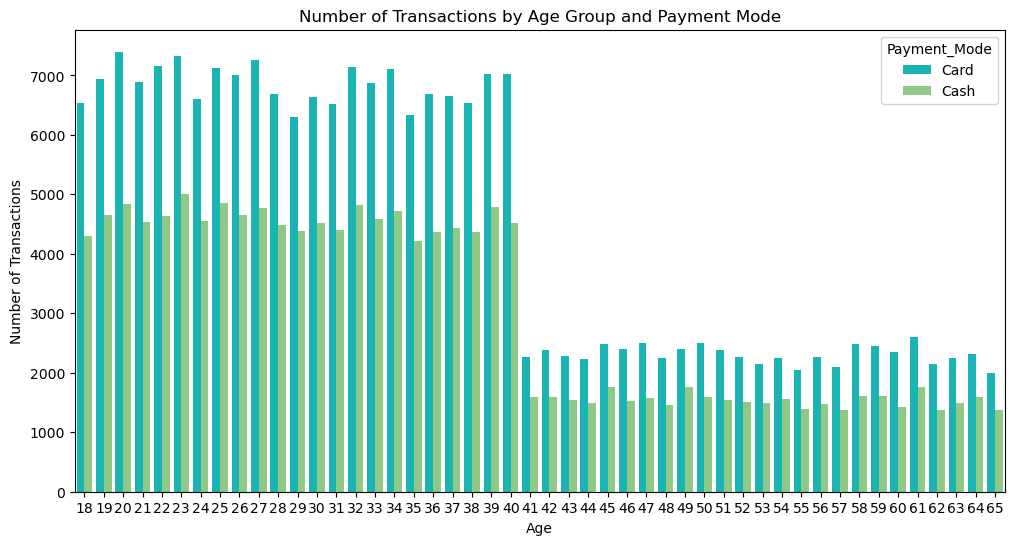 Number of Transactions by Age Group and Payment Mode
Payment_Mode
Card
Cash
Number of Transactions
7000
6000
5000
4000
3000
2000
1000
0
18 19 20 21 22 23 24 25 26 27 28 29 30 31 32 33 34 35 36 37 38 39 40 41 42 43 44 45 46 47 48 49 50 51 52 53 54 55 56 57 58 59 60 61 62 63 64 65
Age